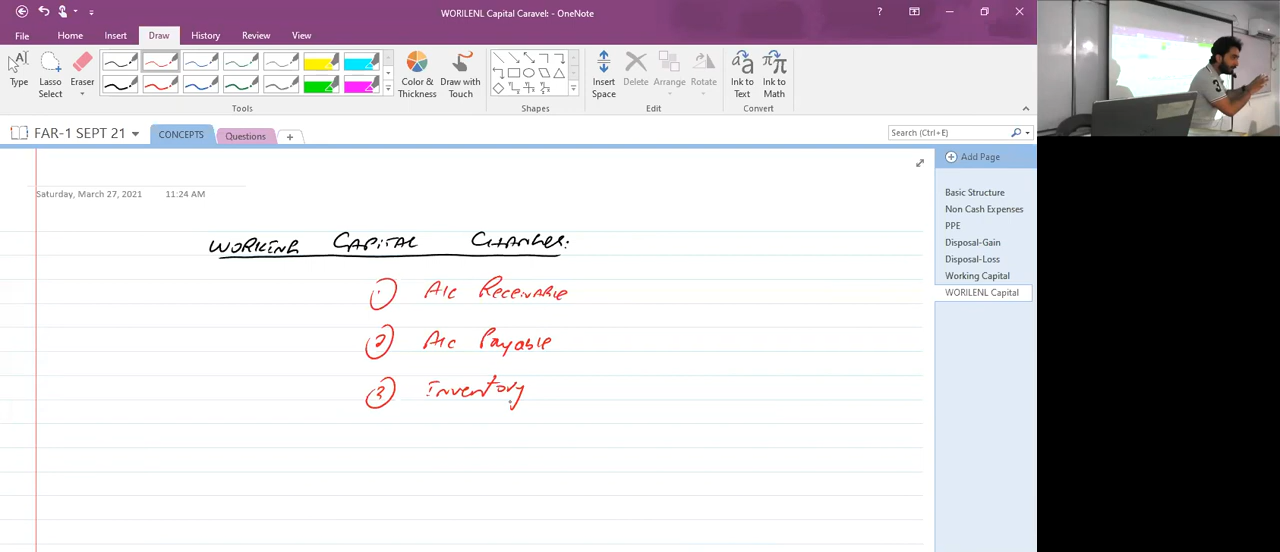 WORILENL Capital Caravel: - OneNote
File Home Insert Draw History Review View
Type
Lasso Select
Eraser
Color & Thickness
Draw with Touch
Insert Space
Delete
Arrange
Rotate
Ink to Text
Ink to Math
Tools
Shapes
Edit
Convert
FAR-1 SEPT 21
CONCEPTS
Questions
Search (Ctrl+E)
Add Page
Saturday, March 27, 2021 11:24 AM
WORKING CAPITAL CHANGES:
1 A/c Receivable
2 A/c Payable
3 Inventory
Basic Structure
Non Cash Expenses
PPE
Disposal-Gain
Disposal-Loss
Working Capital
WORILENL Capital